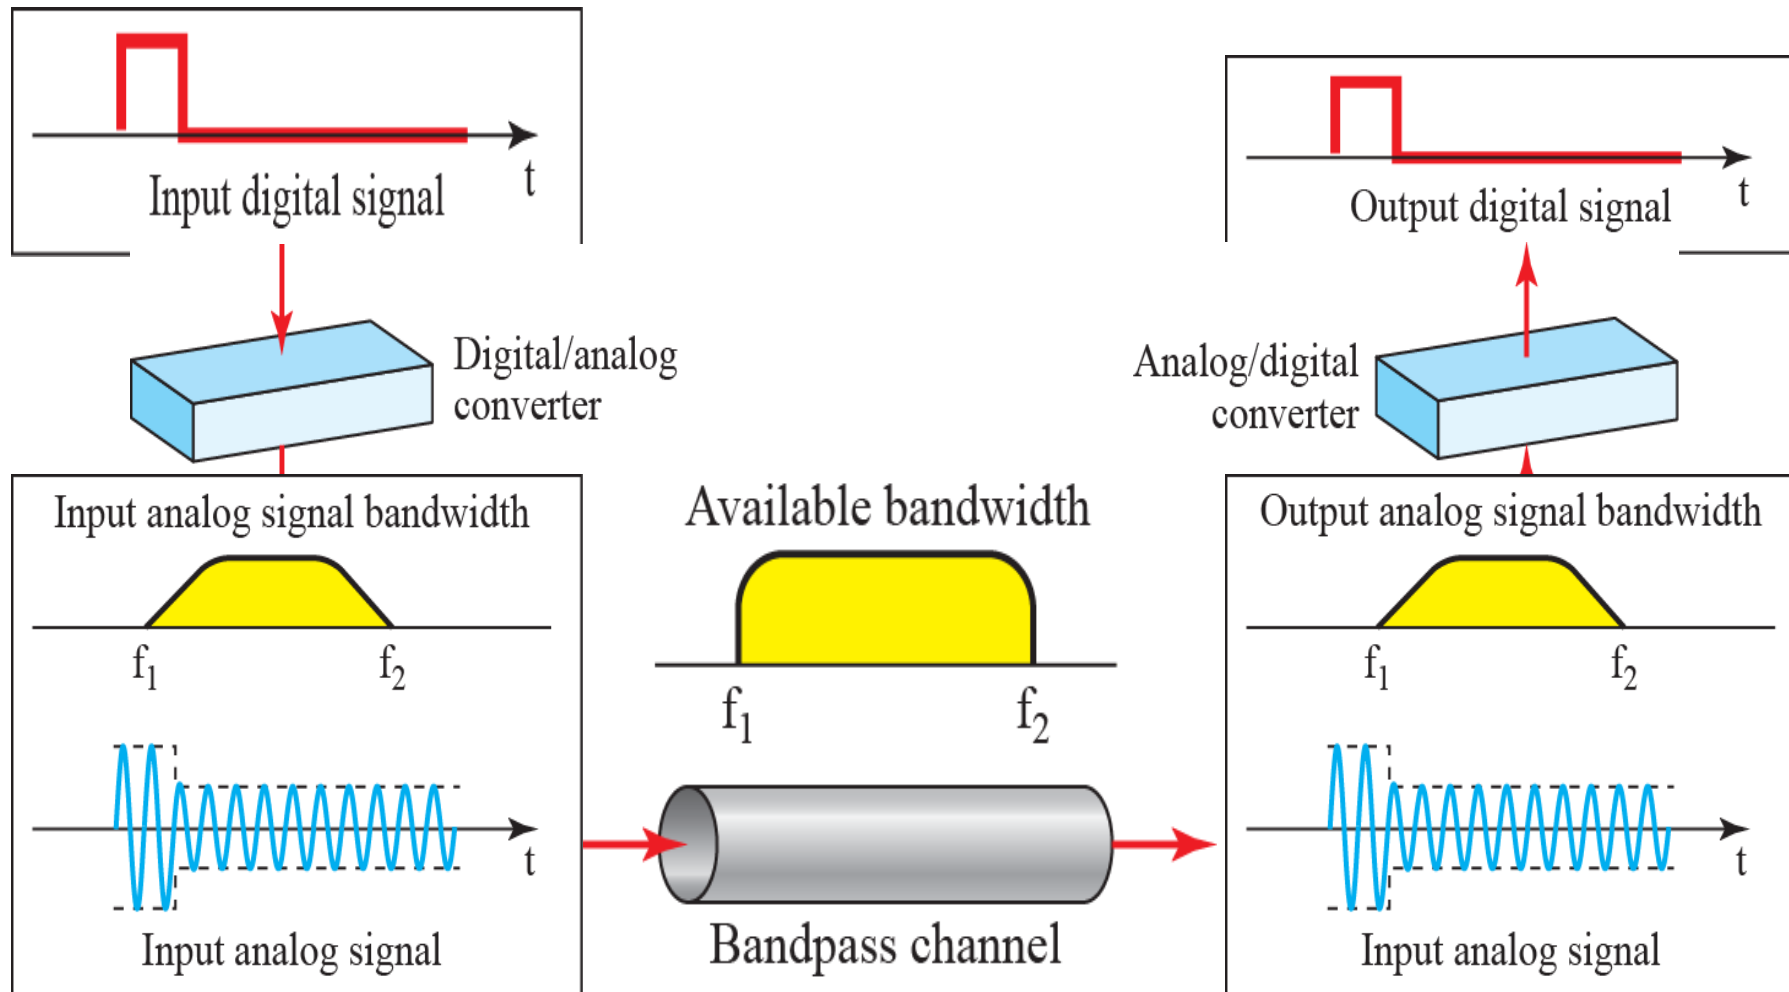 t
Input digital signal
t
Output digital signal
Digital/analog
converter
Analog/digital
converter
Input analog signal bandwidth
f₁
f₂
t
Input analog signal
Available bandwidth
f₁
f₂
Bandpass channel
Output analog signal bandwidth
f₁
f₂
t
Input analog signal